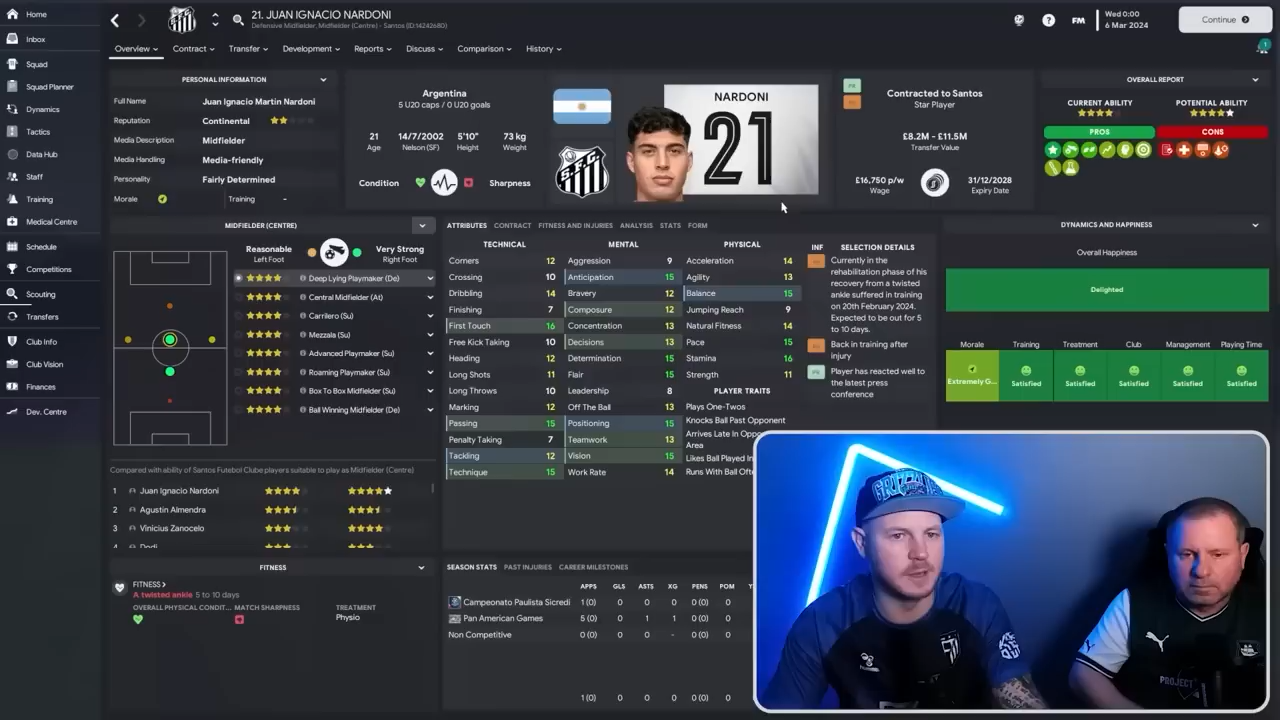 Home
Inbox
Squad
Squad Planner
Dynamics
Tactics
Data Hub
Staff
Training
Medical Centre
Schedule
Competitions
Scouting
Transfers
Club Info
Club Vision
Finances
Dev. Centre
21. JUAN IGNACIO NARDONI
Defensive Midfielder, Midfielder (Centre) - Santos (ID:14242680)
FM
Wed 0:00
6 Mar 2024
Continue
1
Overview Contract Transfer Development Reports Discuss Comparison History
PERSONAL INFORMATION
Full Name Juan Ignacio Martín Nardoni
Reputation Continental
Media Description Midfielder
Media Handling Media-friendly
Personality Fairly Determined
Morale Training -
Argentina
5 U20 caps / 0 U20 goals
21 14/7/2002 5'10" 73 kg
Age Nelson (SF) Height Weight
Condition Sharpness
NARDONI
21
PR
Contracted to Santos
Star Player
£8.2M - £11.5M
Transfer Value
£16,750 p/w 31/12/2028
Wage Expiry Date
OVERALL REPORT
CURRENT ABILITY POTENTIAL ABILITY
PROS CONS
MIDFIELDER (CENTRE)
Reasonable Very Strong
Left Foot Right Foot
Deep Lying Playmaker (De)
Central Midfielder (At)
Carrilero (Su)
Mezzala (Su)
Advanced Playmaker (Su)
Roaming Playmaker (Su)
Box To Box Midfielder (Su)
Ball Winning Midfielder (De)
Compared with ability of Santos Futebol Clube players suitable to play as Midfielder (Centre)
1 Juan Ignacio Nardoni
2 Agustín Almendra
3 Vinicius Zanocelo
4 Dodi
ATTRIBUTES CONTRACT FITNESS AND INJURIES ANALYSIS STATS FORM
TECHNICAL
Corners 12
Crossing 10
Dribbling 14
Finishing 7
First Touch 16
Free Kick Taking 10
Heading 12
Long Shots 11
Long Throws 10
Marking 12
Passing 15
Penalty Taking 7
Tackling 12
Technique 15
MENTAL
Aggression 9
Anticipation 15
Bravery 12
Composure 12
Concentration 13
Decisions 13
Determination 15
Flair 15
Leadership 8
Off The Ball 13
Positioning 15
Teamwork 13
Vision 15
Work Rate 14
PHYSICAL
Acceleration 14
Agility 13
Balance 15
Jumping Reach 9
Natural Fitness 14
Pace 15
Stamina 16
Strength 11
PLAYER TRAITS
Plays One-Twos
Knocks Ball Past Opponent
Arrives Late In Oppo
Area
Likes Ball Played In
Runs With Ball Ofte
INF SELECTION DETAILS
Currently in the
rehabilitation phase of his
recovery from a twisted
ankle suffered in training
on 20th February 2024.
Expected to be out for 5
to 10 days.
Back in training after
injury
PR Player has reacted well to
the latest press
conference
DYNAMICS AND HAPPINESS
Overall Happiness
Delighted
Morale Training Treatment Club Management Playing Time
Extremely G... Satisfied Satisfied Satisfied Satisfied Satisfied
FITNESS
FITNESS >
A twisted ankle 5 to 10 days
OVERALL PHYSICAL CONDIT... MATCH SHARPNESS TREATMENT
Physio
SEASON STATS PAST INJURIES CAREER MILESTONES
APPS GLS ASTS XG PENS POM
Campeonato Paulista Sicredi 1 (0) 0 0 0 0 (0) 0
Pan American Games 5 (0) 0 1 1 0 (0) 0
Non Competitive 0 (0) 0 0 - 0 (0) 0
1 (0) 0 0 0 0 (0) 0
GRIZZLY
PROJECT